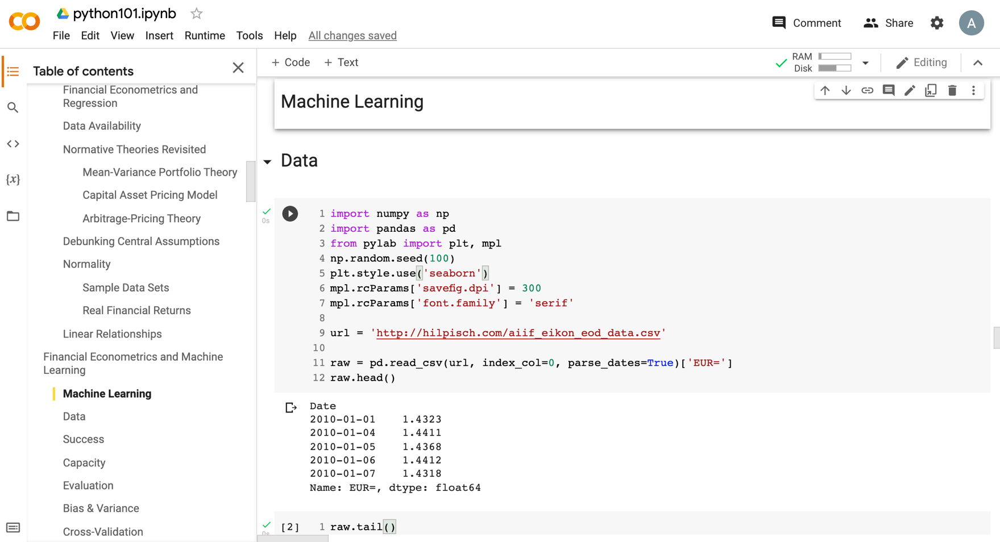 python101.ipynb
File Edit View Insert Runtime Tools Help All changes saved
Comment Share A
Table of contents
Financial Econometrics and
Regression
Data Availability
Normative Theories Revisited
Mean-Variance Portfolio Theory
Capital Asset Pricing Model
Arbitrage-Pricing Theory
Debunking Central Assumptions
Normality
Sample Data Sets
Real Financial Returns
Linear Relationships
Financial Econometrics and Machine
Learning
Machine Learning
Data
Success
Capacity
Evaluation
Bias & Variance
Cross-Validation
+ Code + Text
RAM
Disk
Editing
Machine Learning
Data
0s
1 import numpy as np
2 import pandas as pd
3 from pylab import plt, mpl
4 np.random.seed(100)
5 plt.style.use('seaborn')
6 mpl.rcParams['savefig.dpi'] = 300
7 mpl.rcParams['font.family'] = 'serif'
8
9 url = 'http://hilpisch.com/aiif_eikon_eod_data.csv'
10
11 raw = pd.read_csv(url, index_col=0, parse_dates=True)['EUR=']
12 raw.head()
Date
2010-01-01 1.4323
2010-01-04 1.4411
2010-01-05 1.4368
2010-01-06 1.4412
2010-01-07 1.4318
Name: EUR=, dtype: float64
[2] 1 raw.tail()
0s
{x}